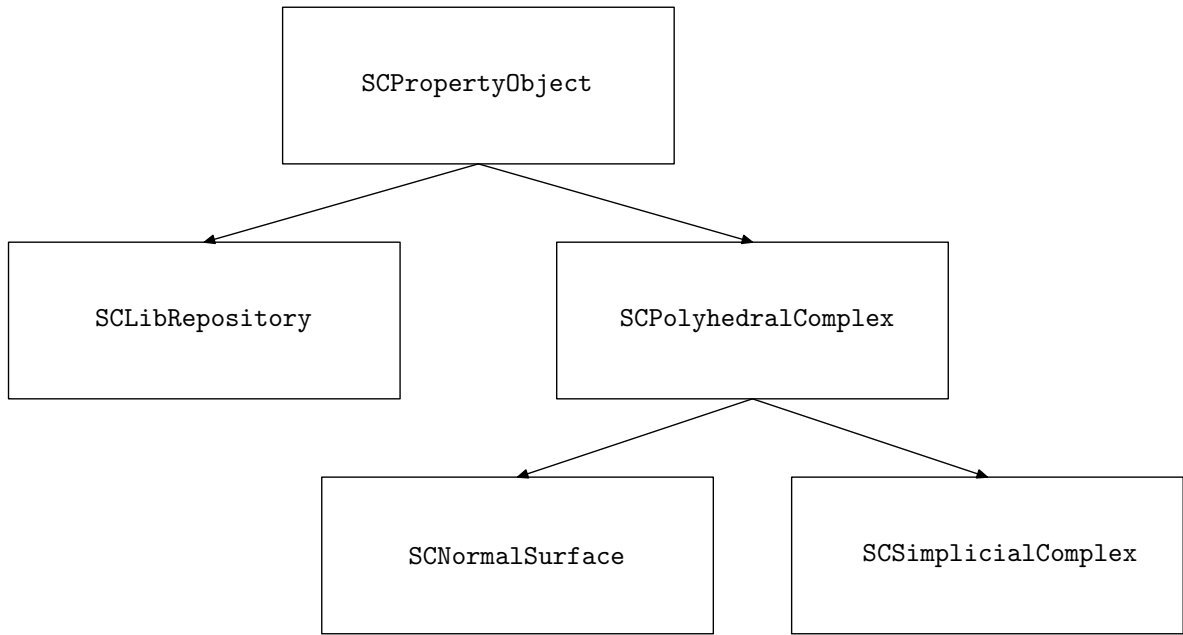 SCPropertyObject
SCLibRepository
SCPolyhedralComplex
SCNormalSurface
SCSimplicialComplex